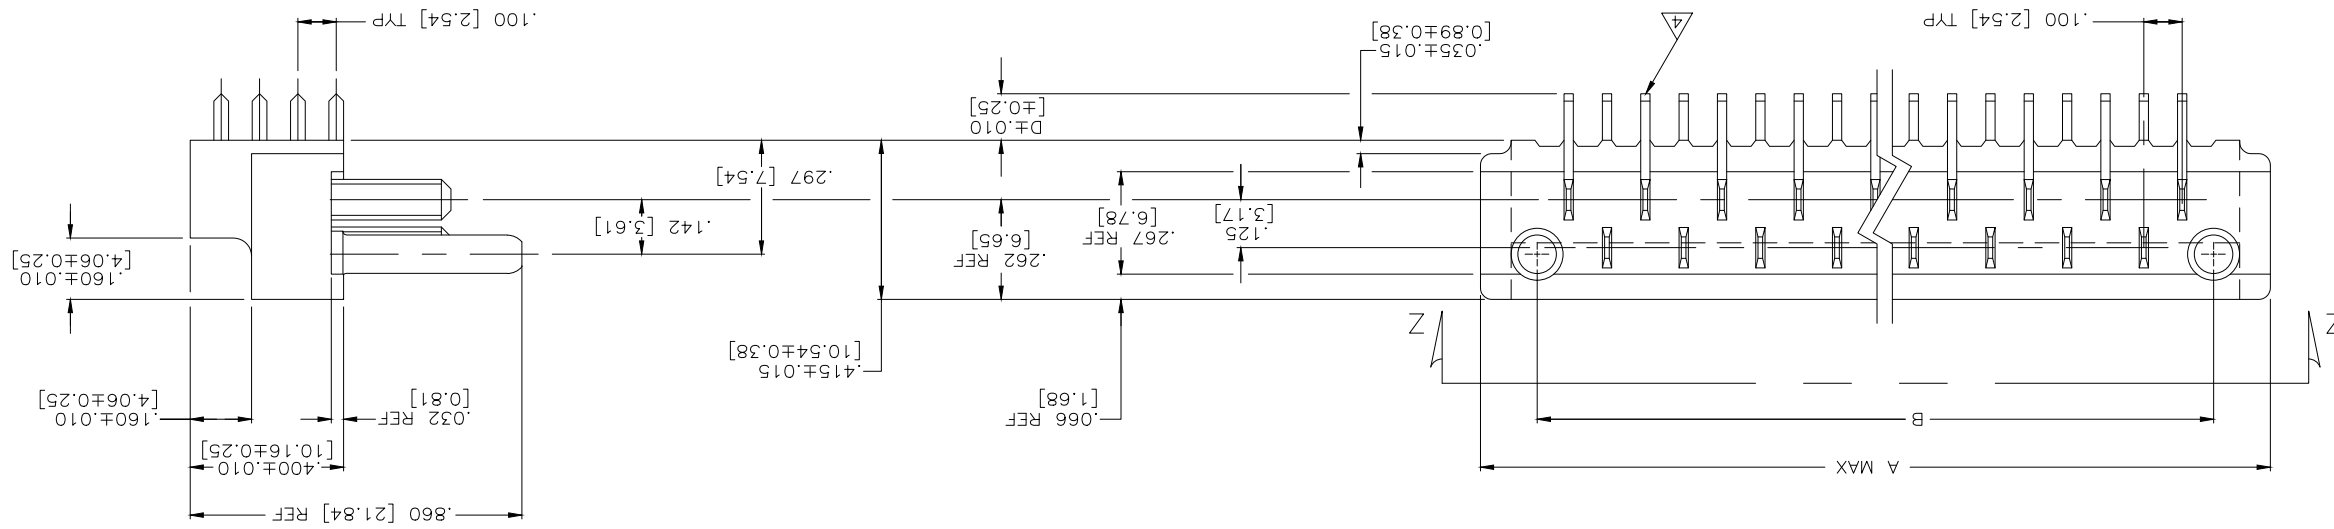 .860 [21.84] REF
A MAX
.400±.010
[10.16±0.25]
B
.066 REF
[1.68]
.032 REF
[0.81]
.160±.010
[4.06±0.25]
.415±.015
[10.54±0.38]
Z
Z
.125
[3.17]
.267 REF
[6.78]
.262 REF
[6.65]
.142 [3.61]
.297 [7.54]
.160±.010
[4.06±0.25]
D±.010
[±0.25]
.035±.015
[0.89±0.38]
.100 [2.54] TYP
4
.100 [2.54] TYP